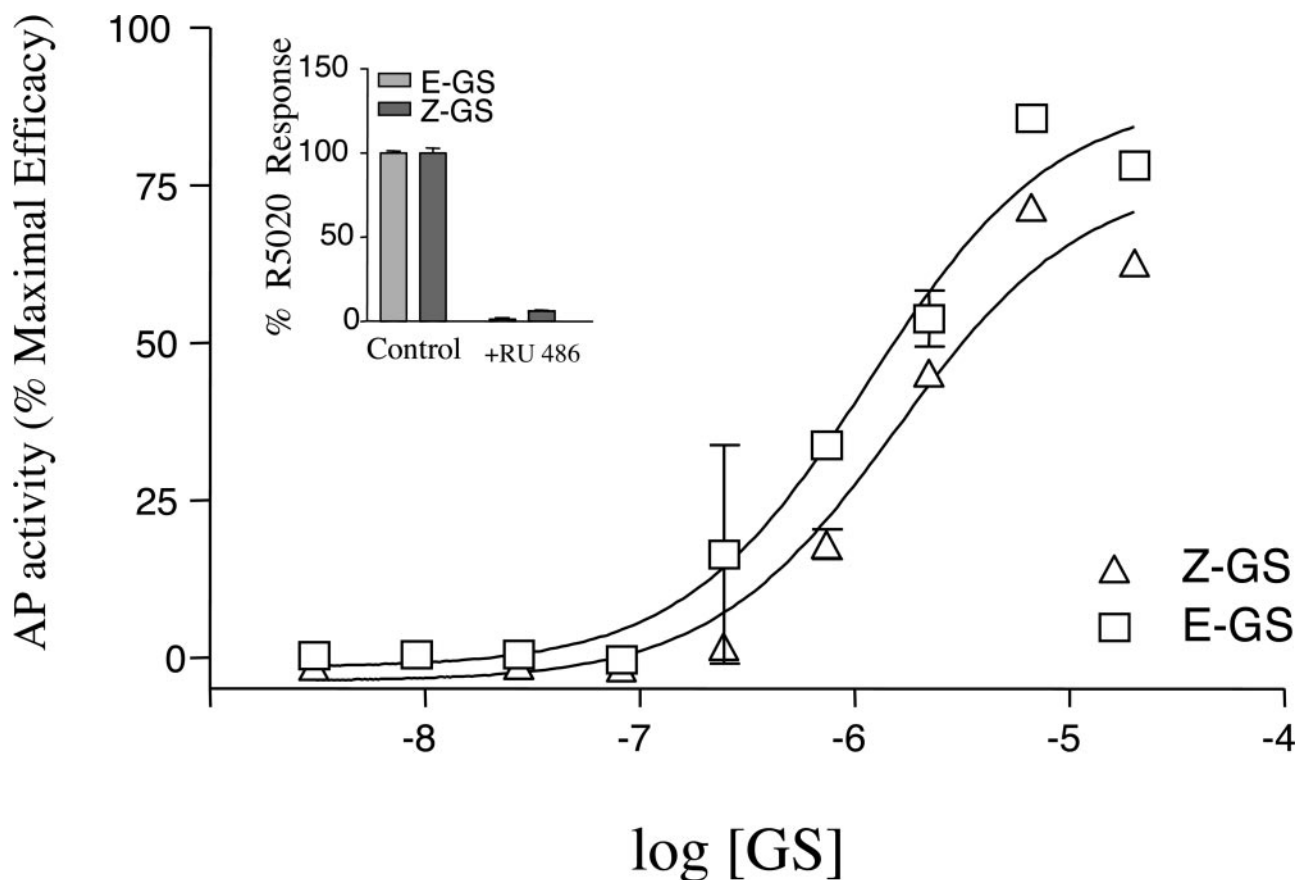 AP activity (% Maximal Efficacy)
100
75
50
25
0
% R5020 Response
150
100
50
0
E-GS
Z-GS
Control
+RU 486
Z-GS
E-GS
-8
-7
-6
-5
-4
log [GS]